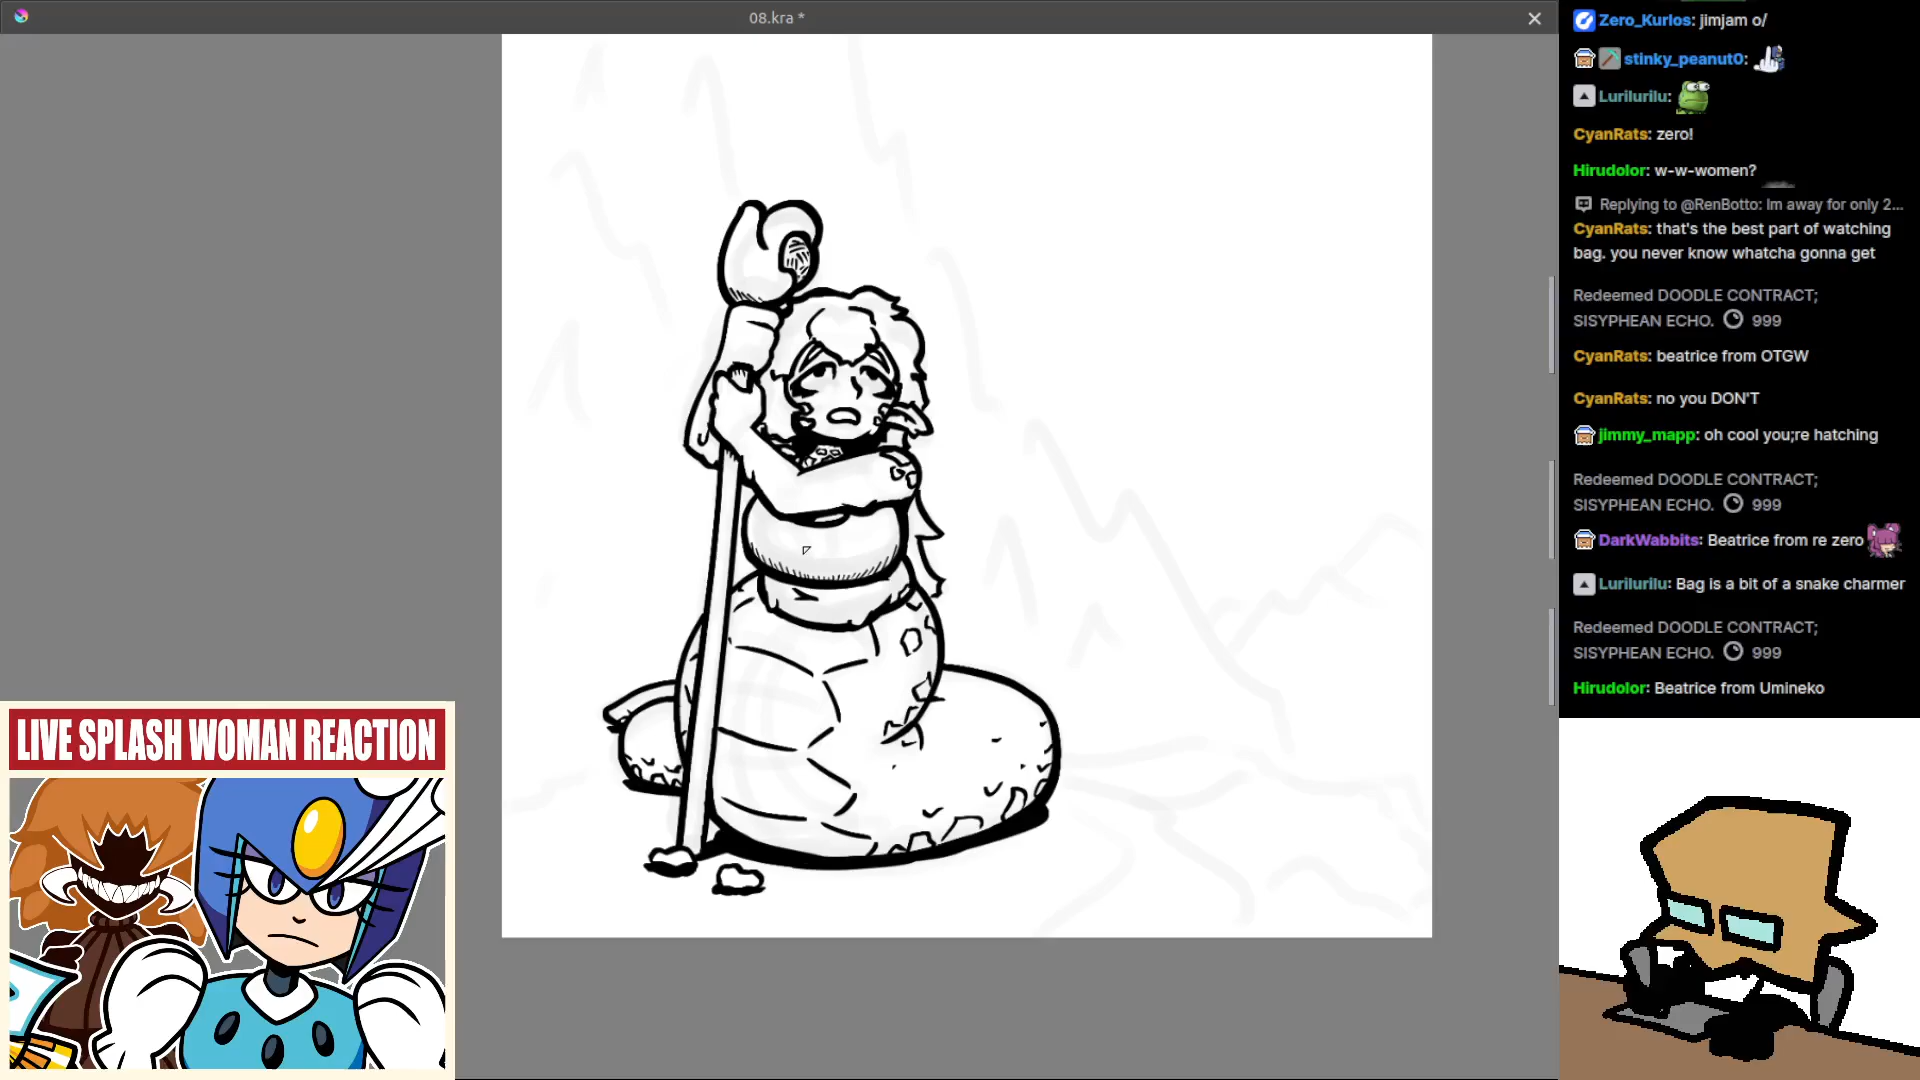 08.kra *
Zero_Kurlos: jimjam o/
stinky_peanut0:
Lurilurilu:
CyanRats: zero!
Hirudolor: w-w-women?
Replying to @RenBotto: Im away for only 2...
CyanRats: that's the best part of watching
bag. you never know whatcha gonna get
Redeemed DOODLE CONTRACT;
SISYPHEAN ECHO. 999
CyanRats: beatrice from OTGW
CyanRats: no you DON'T
jimmy_mapp: oh cool you;re hatching
Redeemed DOODLE CONTRACT;
SISYPHEAN ECHO. 999
DarkWabbits: Beatrice from re zero
Lurilurilu: Bag is a bit of a snake charmer
Redeemed DOODLE CONTRACT;
SISYPHEAN ECHO. 999
Hirudolor: Beatrice from Umineko
LIVE SPLASH WOMAN REACTION